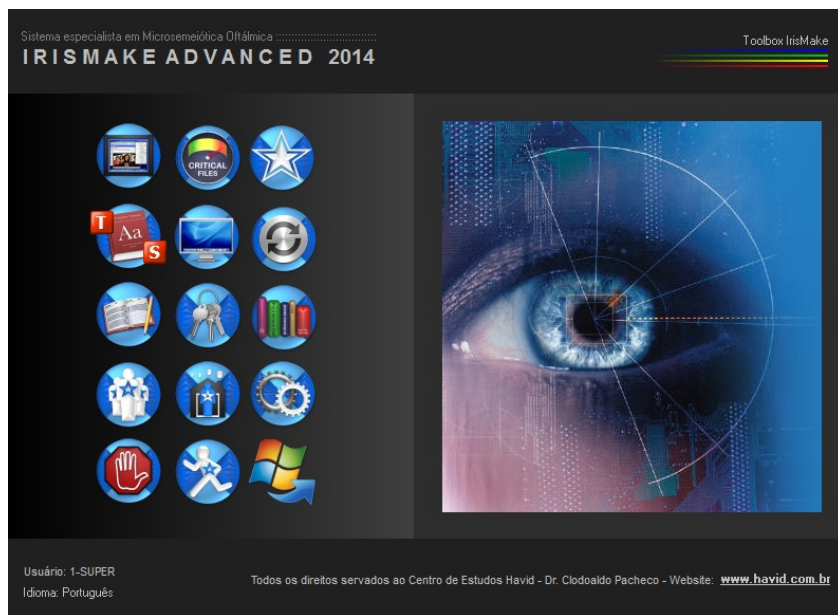 Sistema especialista em Microsemeiótica Oftálmica ::::::::::::::::::::::::::::::::
IRISMAKE ADVANCED 2014
Toolbox IrisMake
CRITICAL
FILES
T
Aa
S
Usuário: 1-SUPER
Todos os direitos servados ao Centro de Estudos Havid - Dr. Clodoaldo Pacheco - Website: www.havid.com.br
Idioma: Português